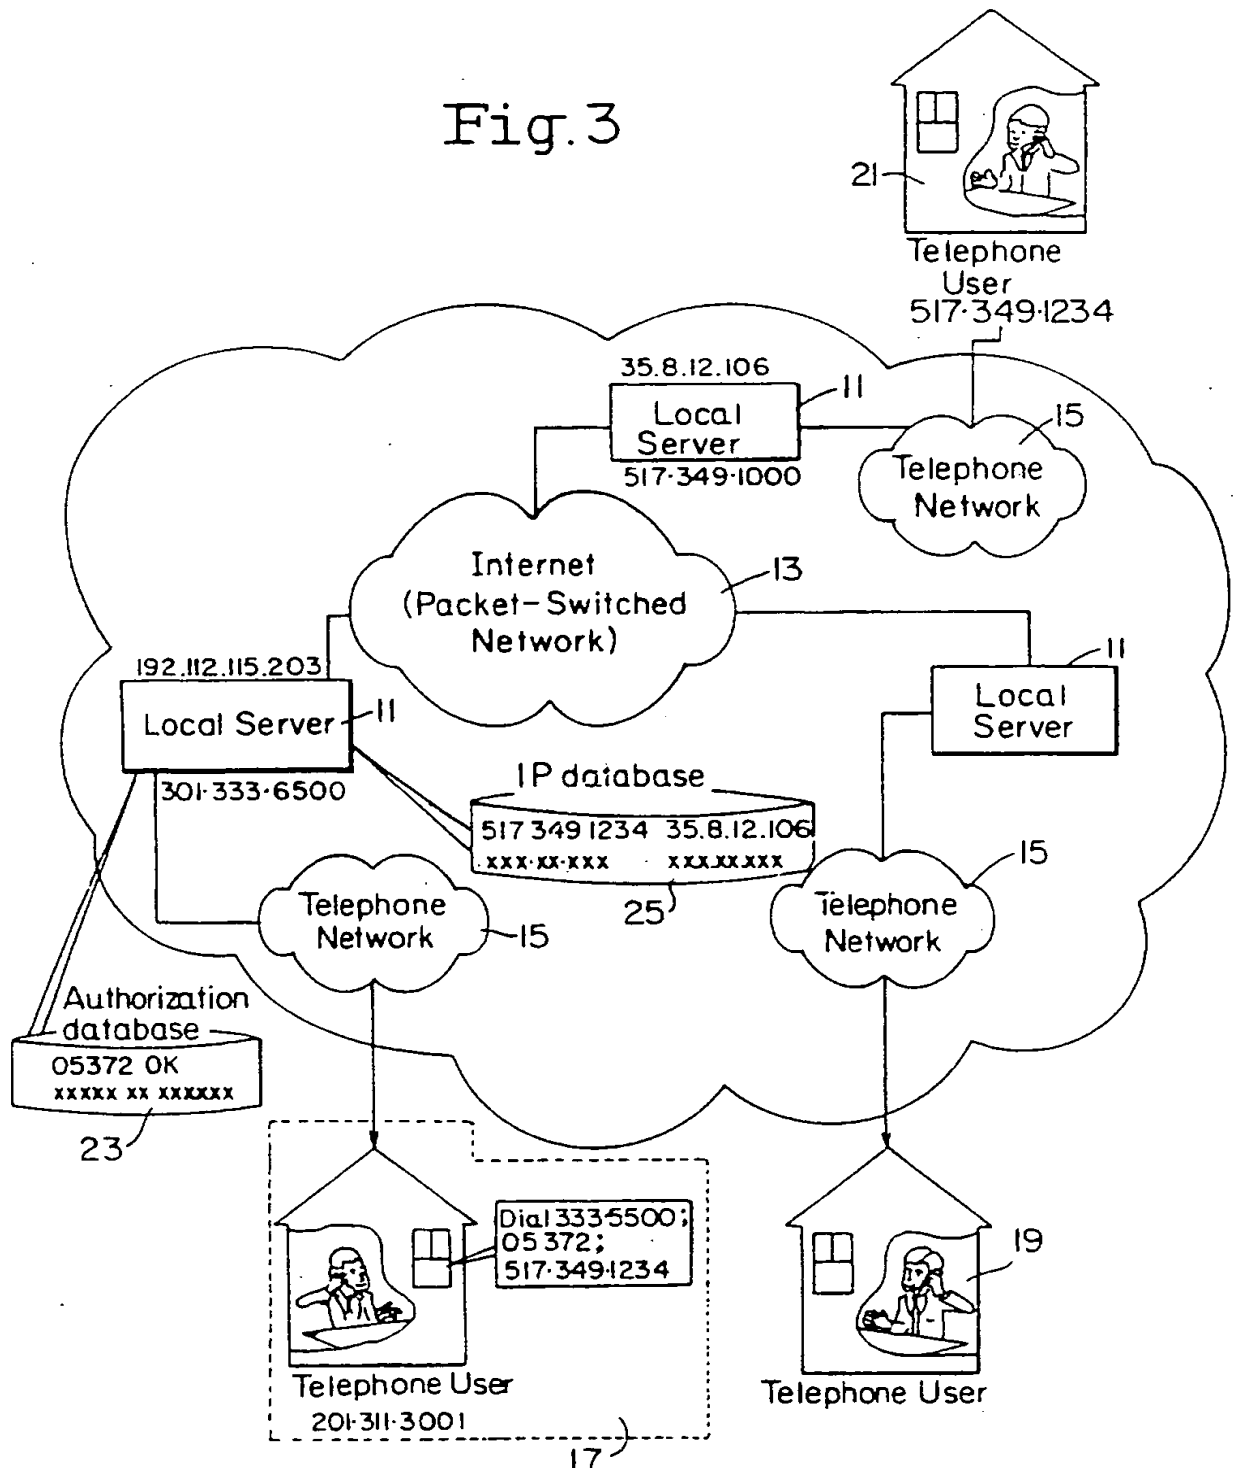 Fig. 3
21
Telephone
User
517·349·1234
35.8.12.106
11
Local
Server
517·349·1000
15
Telephone
Network
Internet
(Packet-Switched
Network)
13
192.112.115.203
Local Server
11
301·333·6500
11
Local
Server
IP database
517 349 1234 35.8.12.106
xxx·xx·xxx xxx.xx.xxx
25
Telephone
Network
15
15
Telephone
Network
Authorization
database
05372 OK
xxxxx xx xxxxxx
23
Dial 333·5500;
05372;
517·349·1234
19
Telephone User
201·311·3001
17
Telephone User